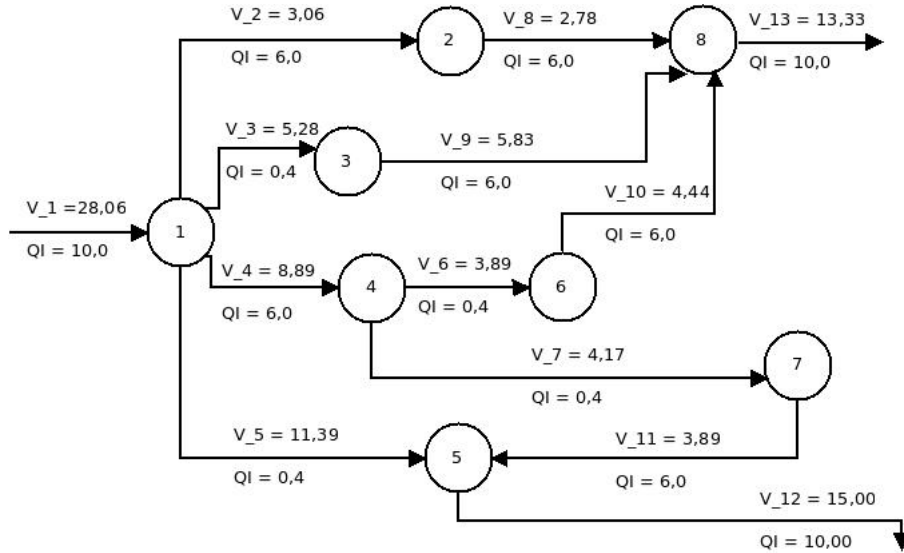 V_2 = 3,06
QI = 6,0
2
V_8 = 2,78
QI = 6,0
8
V_13 = 13,33
QI = 10,0
V_3 = 5,28
QI = 0,4
3
V_9 = 5,83
QI = 6,0
V_10 = 4,44
QI = 6,0
V_1 =28,06
QI = 10,0
1
V_4 = 8,89
QI = 6,0
4
V_6 = 3,89
QI = 0,4
6
V_7 = 4,17
QI = 0,4
7
V_5 = 11,39
QI = 0,4
5
V_11 = 3,89
QI = 6,0
V_12 = 15,00
QI = 10,00